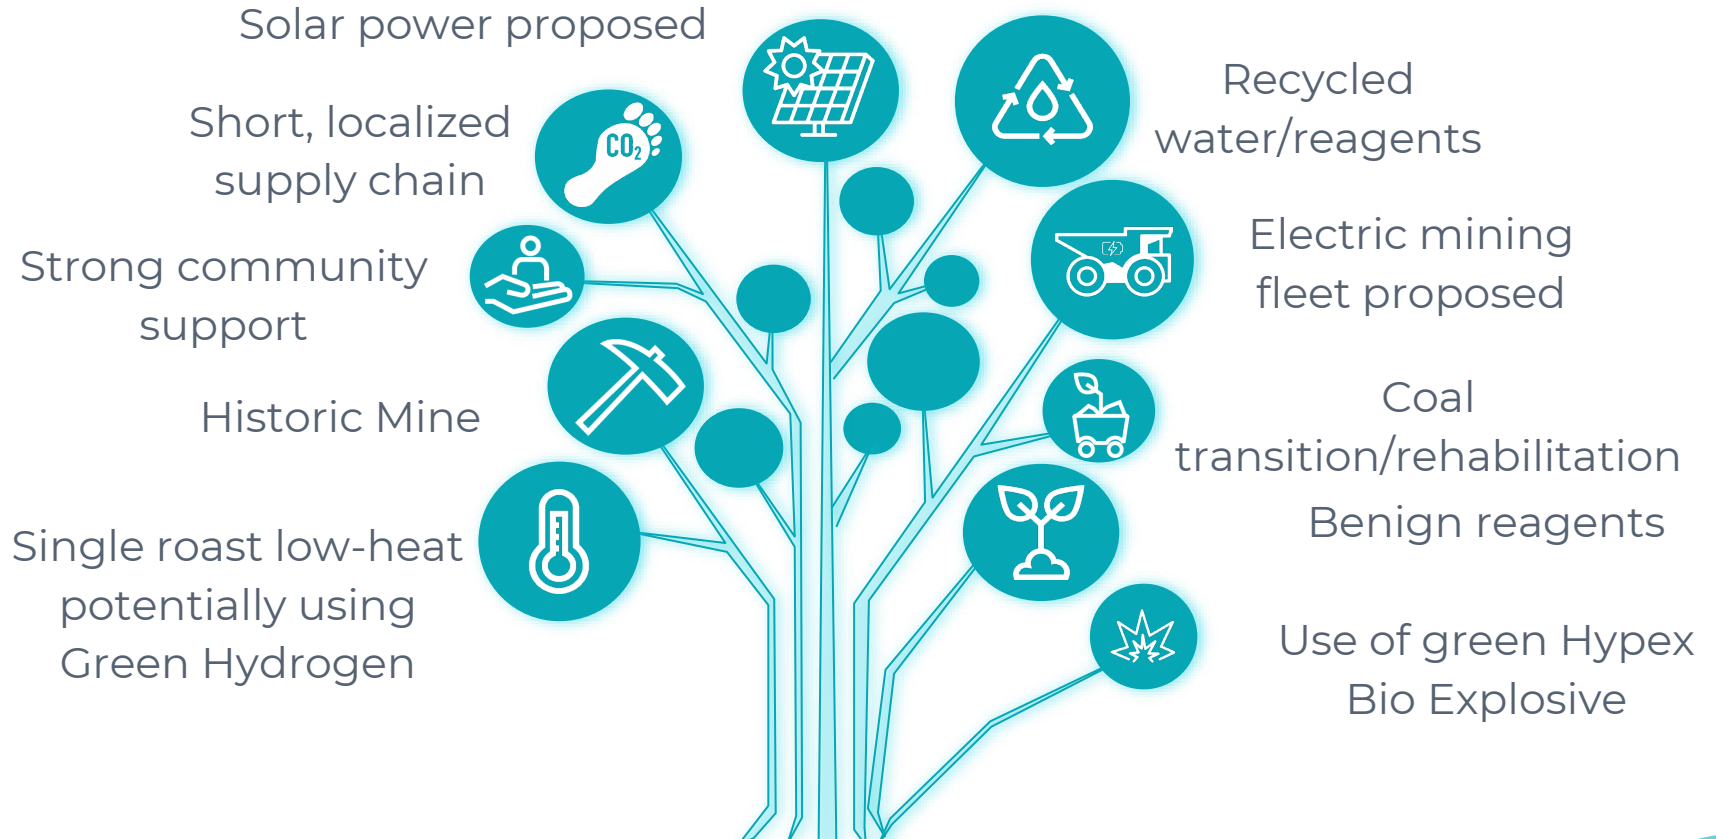 Solar power proposed
Short, localized
supply chain
CO₂
Strong community
support
Historic Mine
Single roast low-heat
potentially using
Green Hydrogen
Recycled
water/reagents
Electric mining
fleet proposed
Coal
transition/rehabilitation
Benign reagents
Use of green Hypex
Bio Explosive